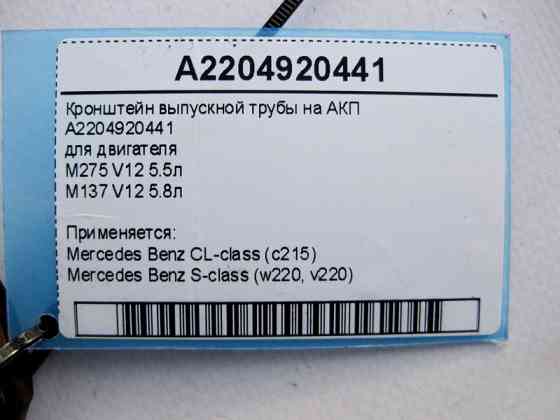 A2204920441
Кронштейн выпускной трубы на АКП
A2204920441
для двигателя
M275 V12 5.5л
M137 V12 5.8л
Применяется:
Mercedes Benz CL-class (c215)
Mercedes Benz S-class (w220, v220)